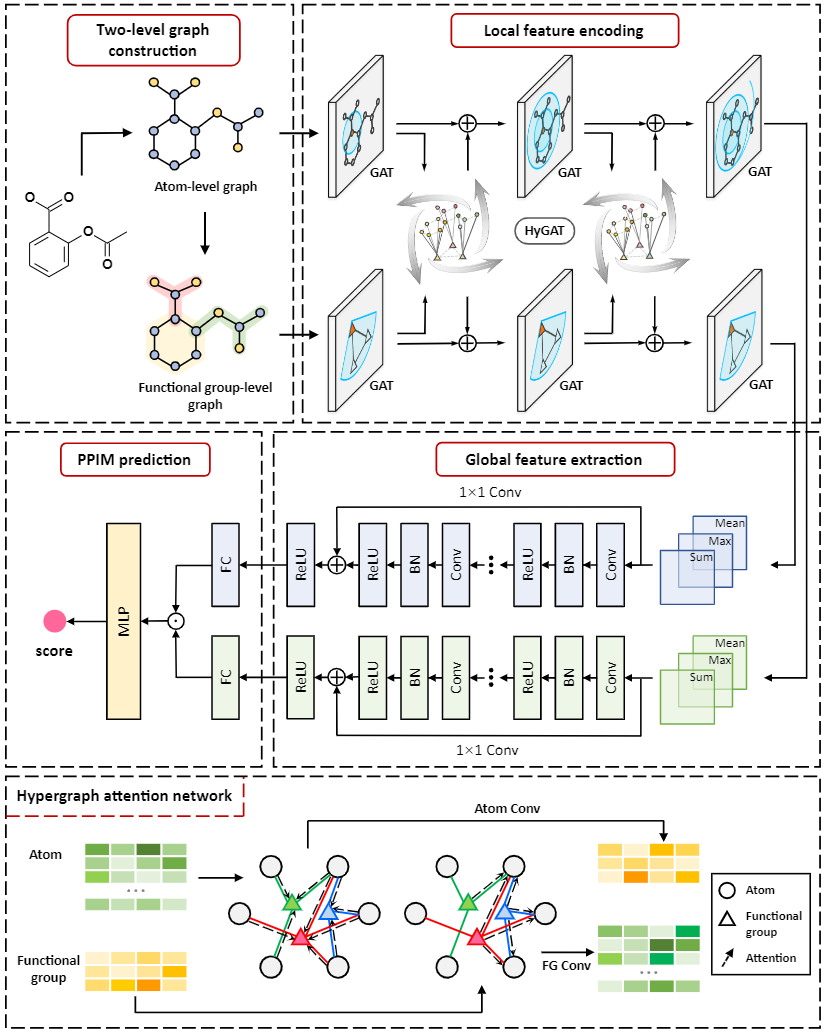 Two-level graph
construction
Local feature encoding
O
OH
O
O
Atom-level graph
Functional group-level
graph
GAT
GAT
GAT
HyGAT
GAT
GAT
GAT
PPIM prediction
Global feature extraction
1×1 Conv
score
MLP
FC
ReLU
ReLU
BN
Conv
ReLU
BN
Conv
Mean
Max
Sum
FC
ReLU
ReLU
BN
Conv
ReLU
BN
Conv
Mean
Max
Sum
1×1 Conv
Hypergraph attention network
Atom Conv
Atom
Functional
group
FG Conv
Atom
Functional
group
Attention